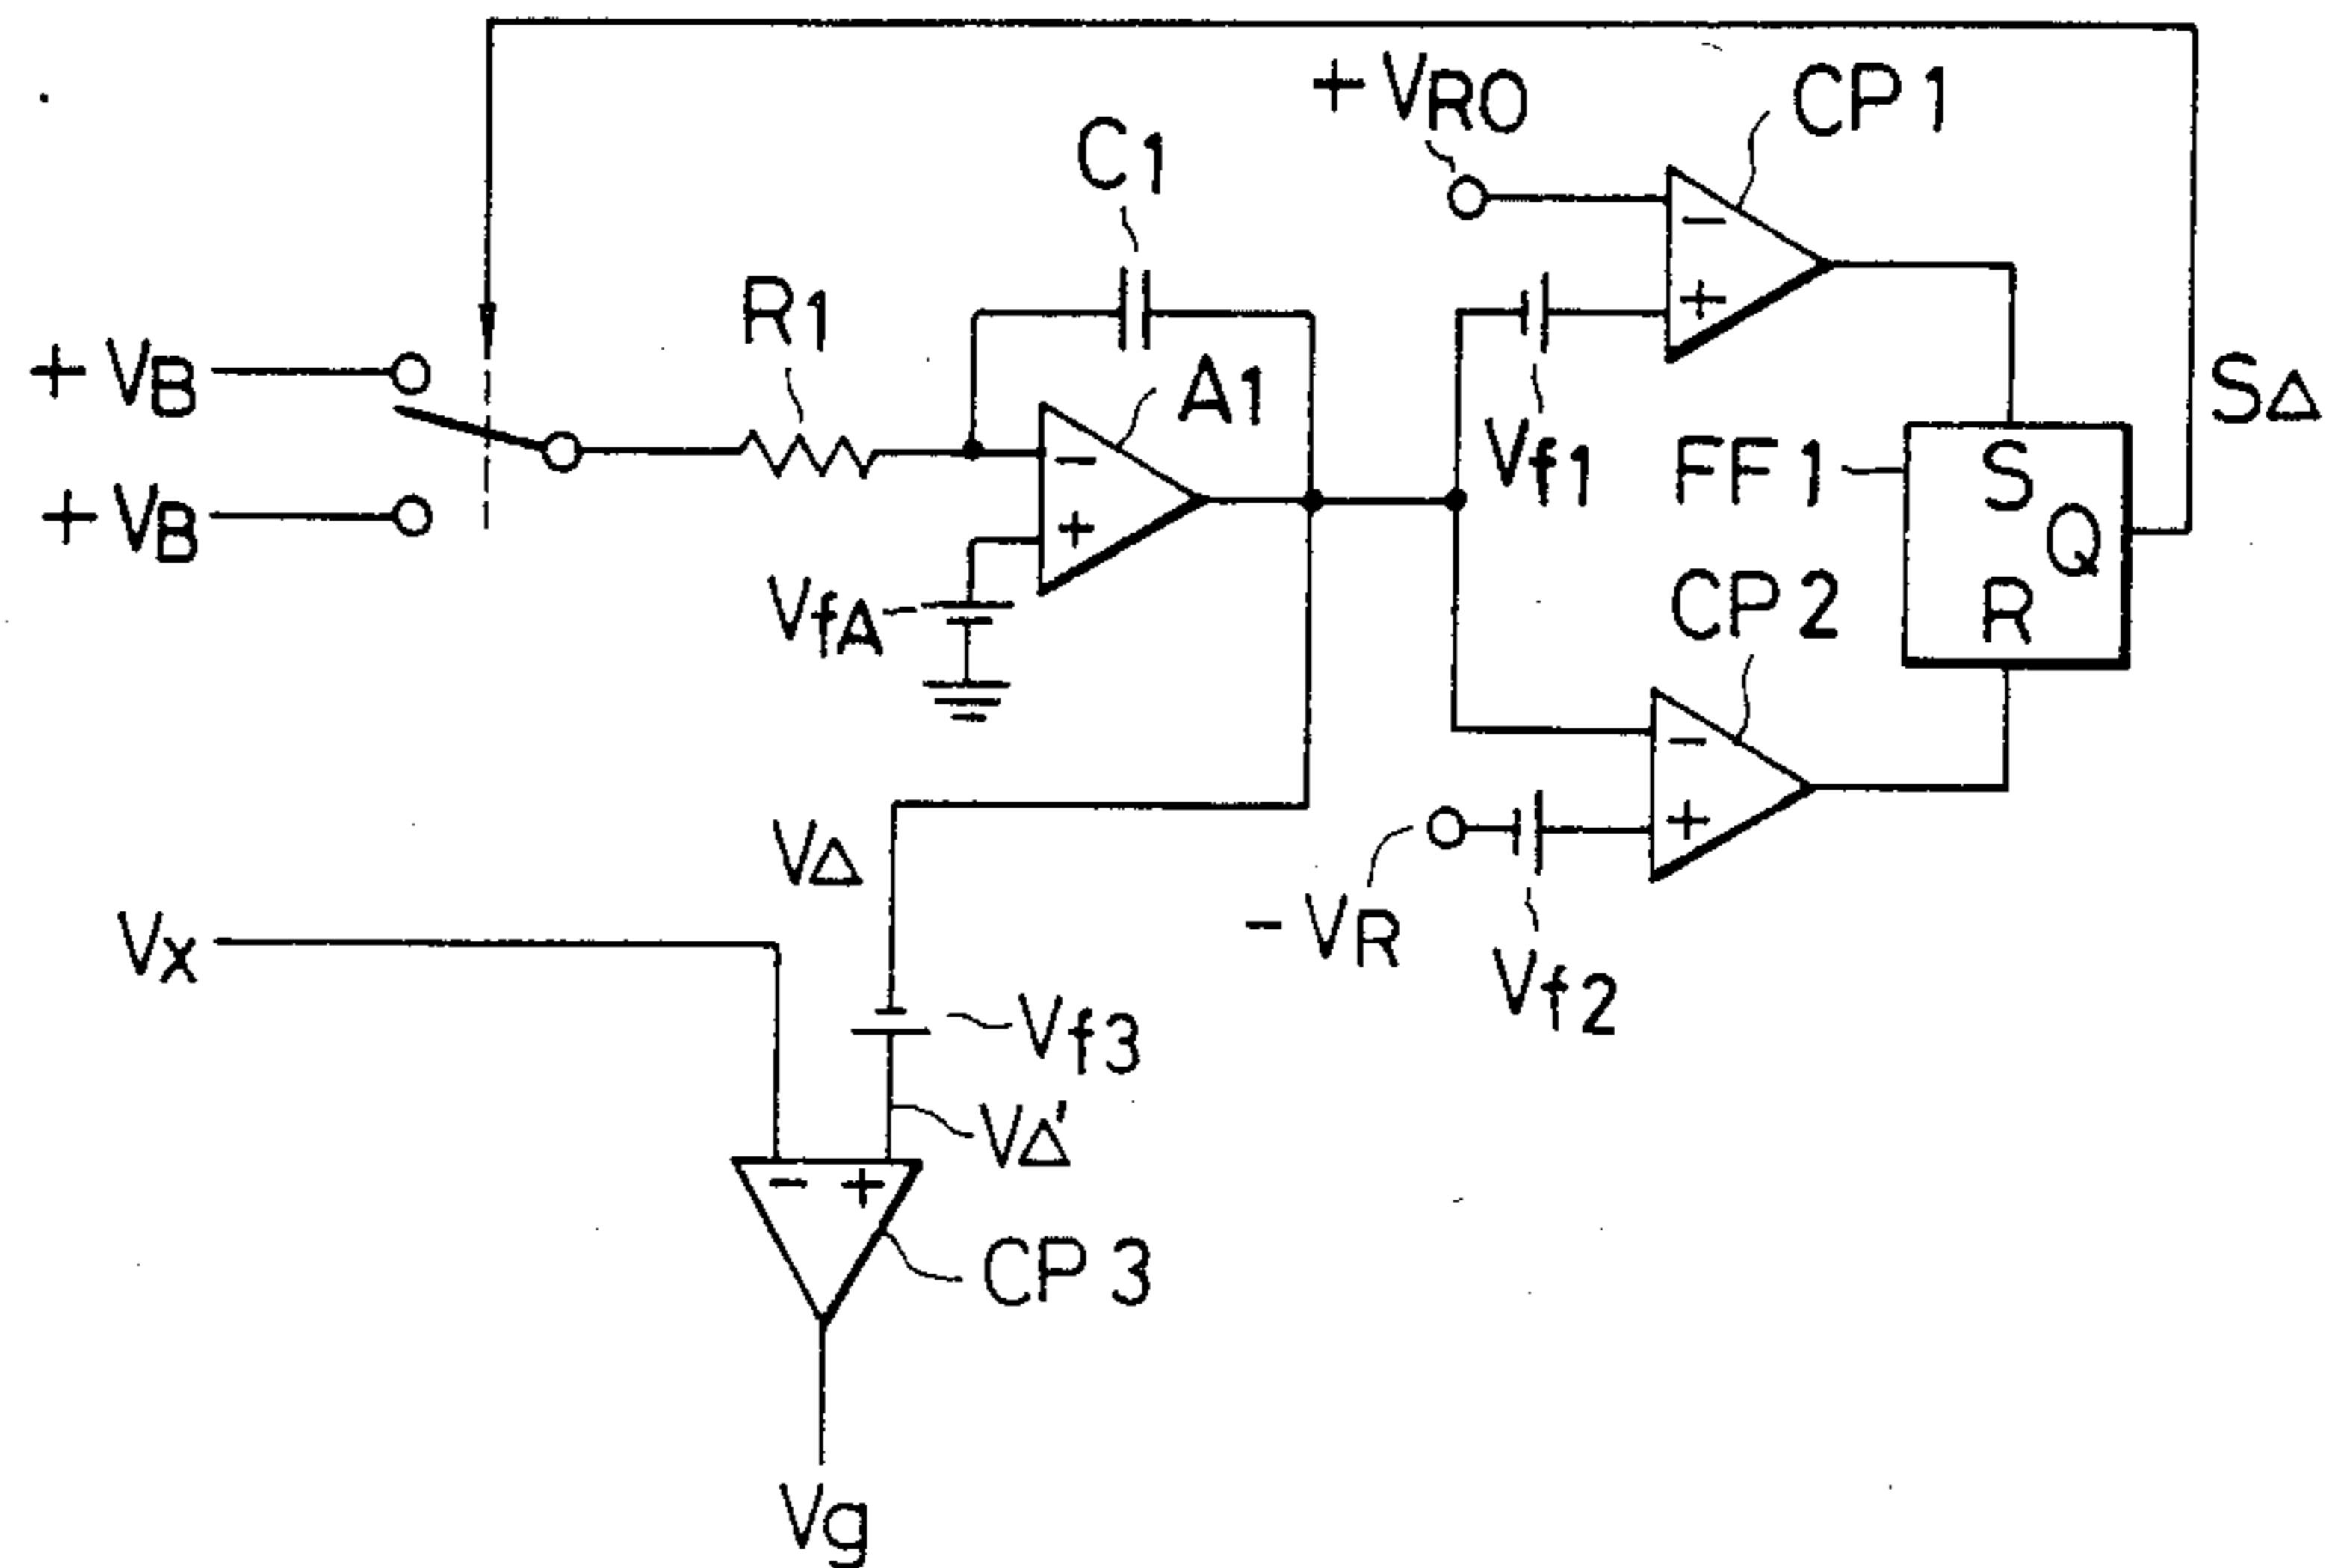 +VRO
CP1
C1
R1
+VB
A1
SΔ
Vf1
FF1
S
Q
R
+VB
VfA
CP2
-
+
-
+
-
+
VΔ
-VR
Vx
Vf2
Vf3
VΔ'
- +
CP3
Vg